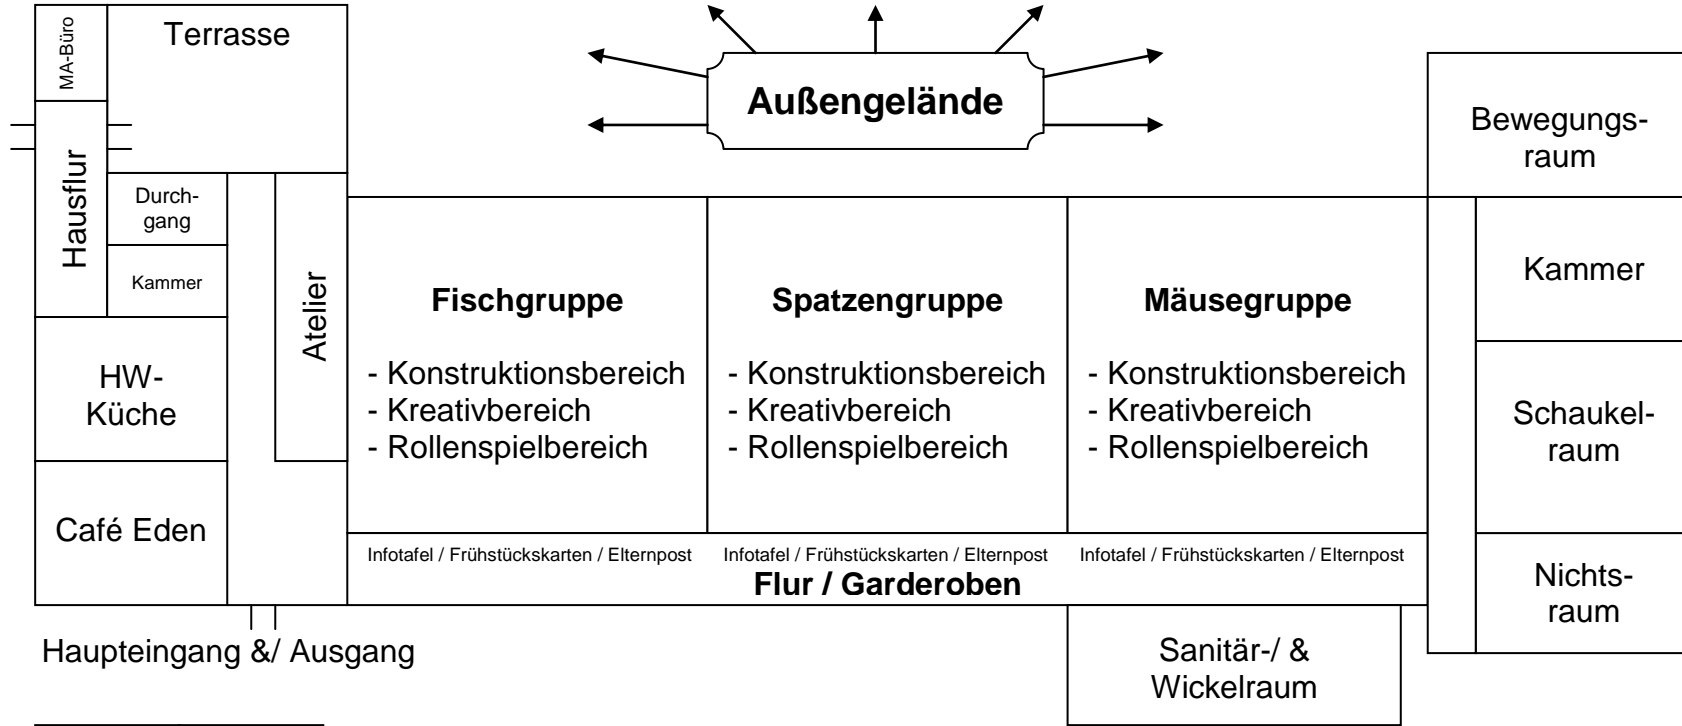 MA-Büro
Terrasse
Außengelände
Bewegungs-
raum
Hausflur
Durch-
gang
Kammer
Atelier
HW-
Küche
Café Eden
Fischgruppe
- Konstruktionsbereich
- Kreativbereich
- Rollenspielbereich
Spatzengruppe
- Konstruktionsbereich
- Kreativbereich
- Rollenspielbereich
Mäusegruppe
- Konstruktionsbereich
- Kreativbereich
- Rollenspielbereich
Kammer
Schaukel-
raum
Nichts-
raum
Infotafel / Frühstückskarten / Elternpost
Infotafel / Frühstückskarten / Elternpost
Infotafel / Frühstückskarten / Elternpost
Flur / Garderoben
Haupteingang &/ Ausgang
Sanitär-/ &
Wickelraum